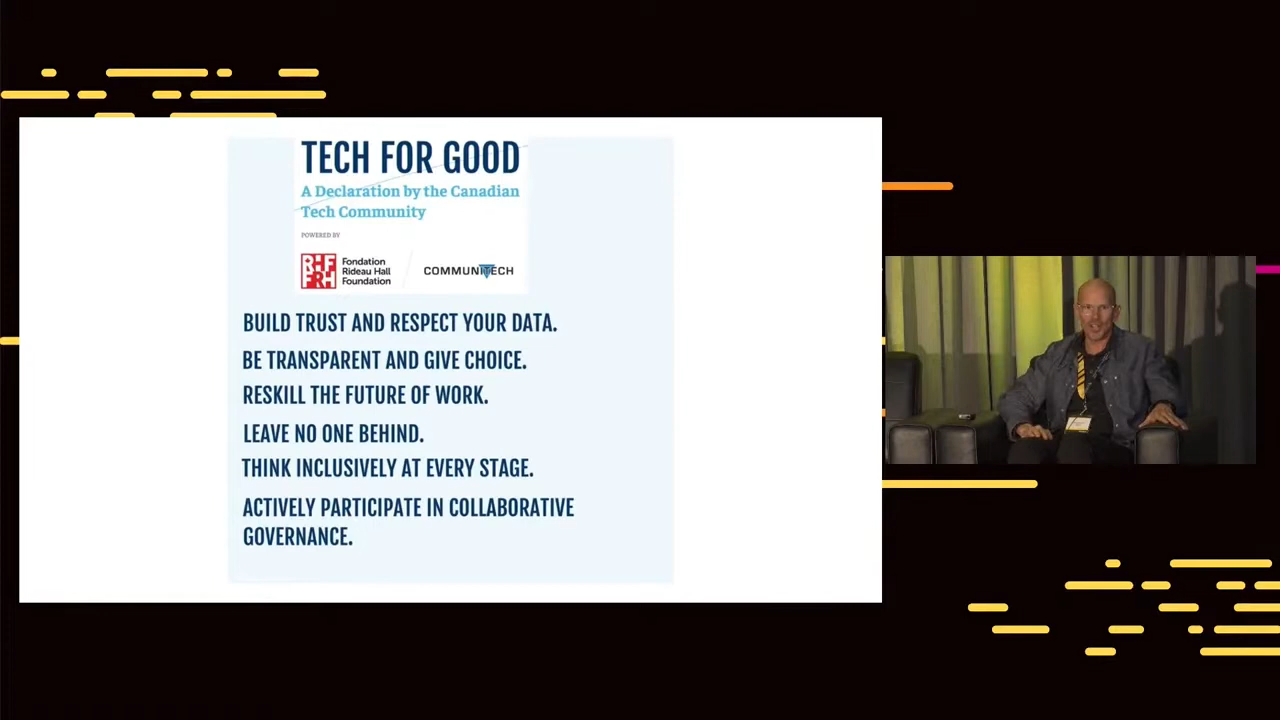 TECH FOR GOOD
A Declaration by the Canadian
Tech Community
POWERED BY
RHF
FRH
Fondation
Rideau Hall
Foundation
COMMUNITECH
BUILD TRUST AND RESPECT YOUR DATA.
BE TRANSPARENT AND GIVE CHOICE.
RESKILL THE FUTURE OF WORK.
LEAVE NO ONE BEHIND.
THINK INCLUSIVELY AT EVERY STAGE.
ACTIVELY PARTICIPATE IN COLLABORATIVE
GOVERNANCE.